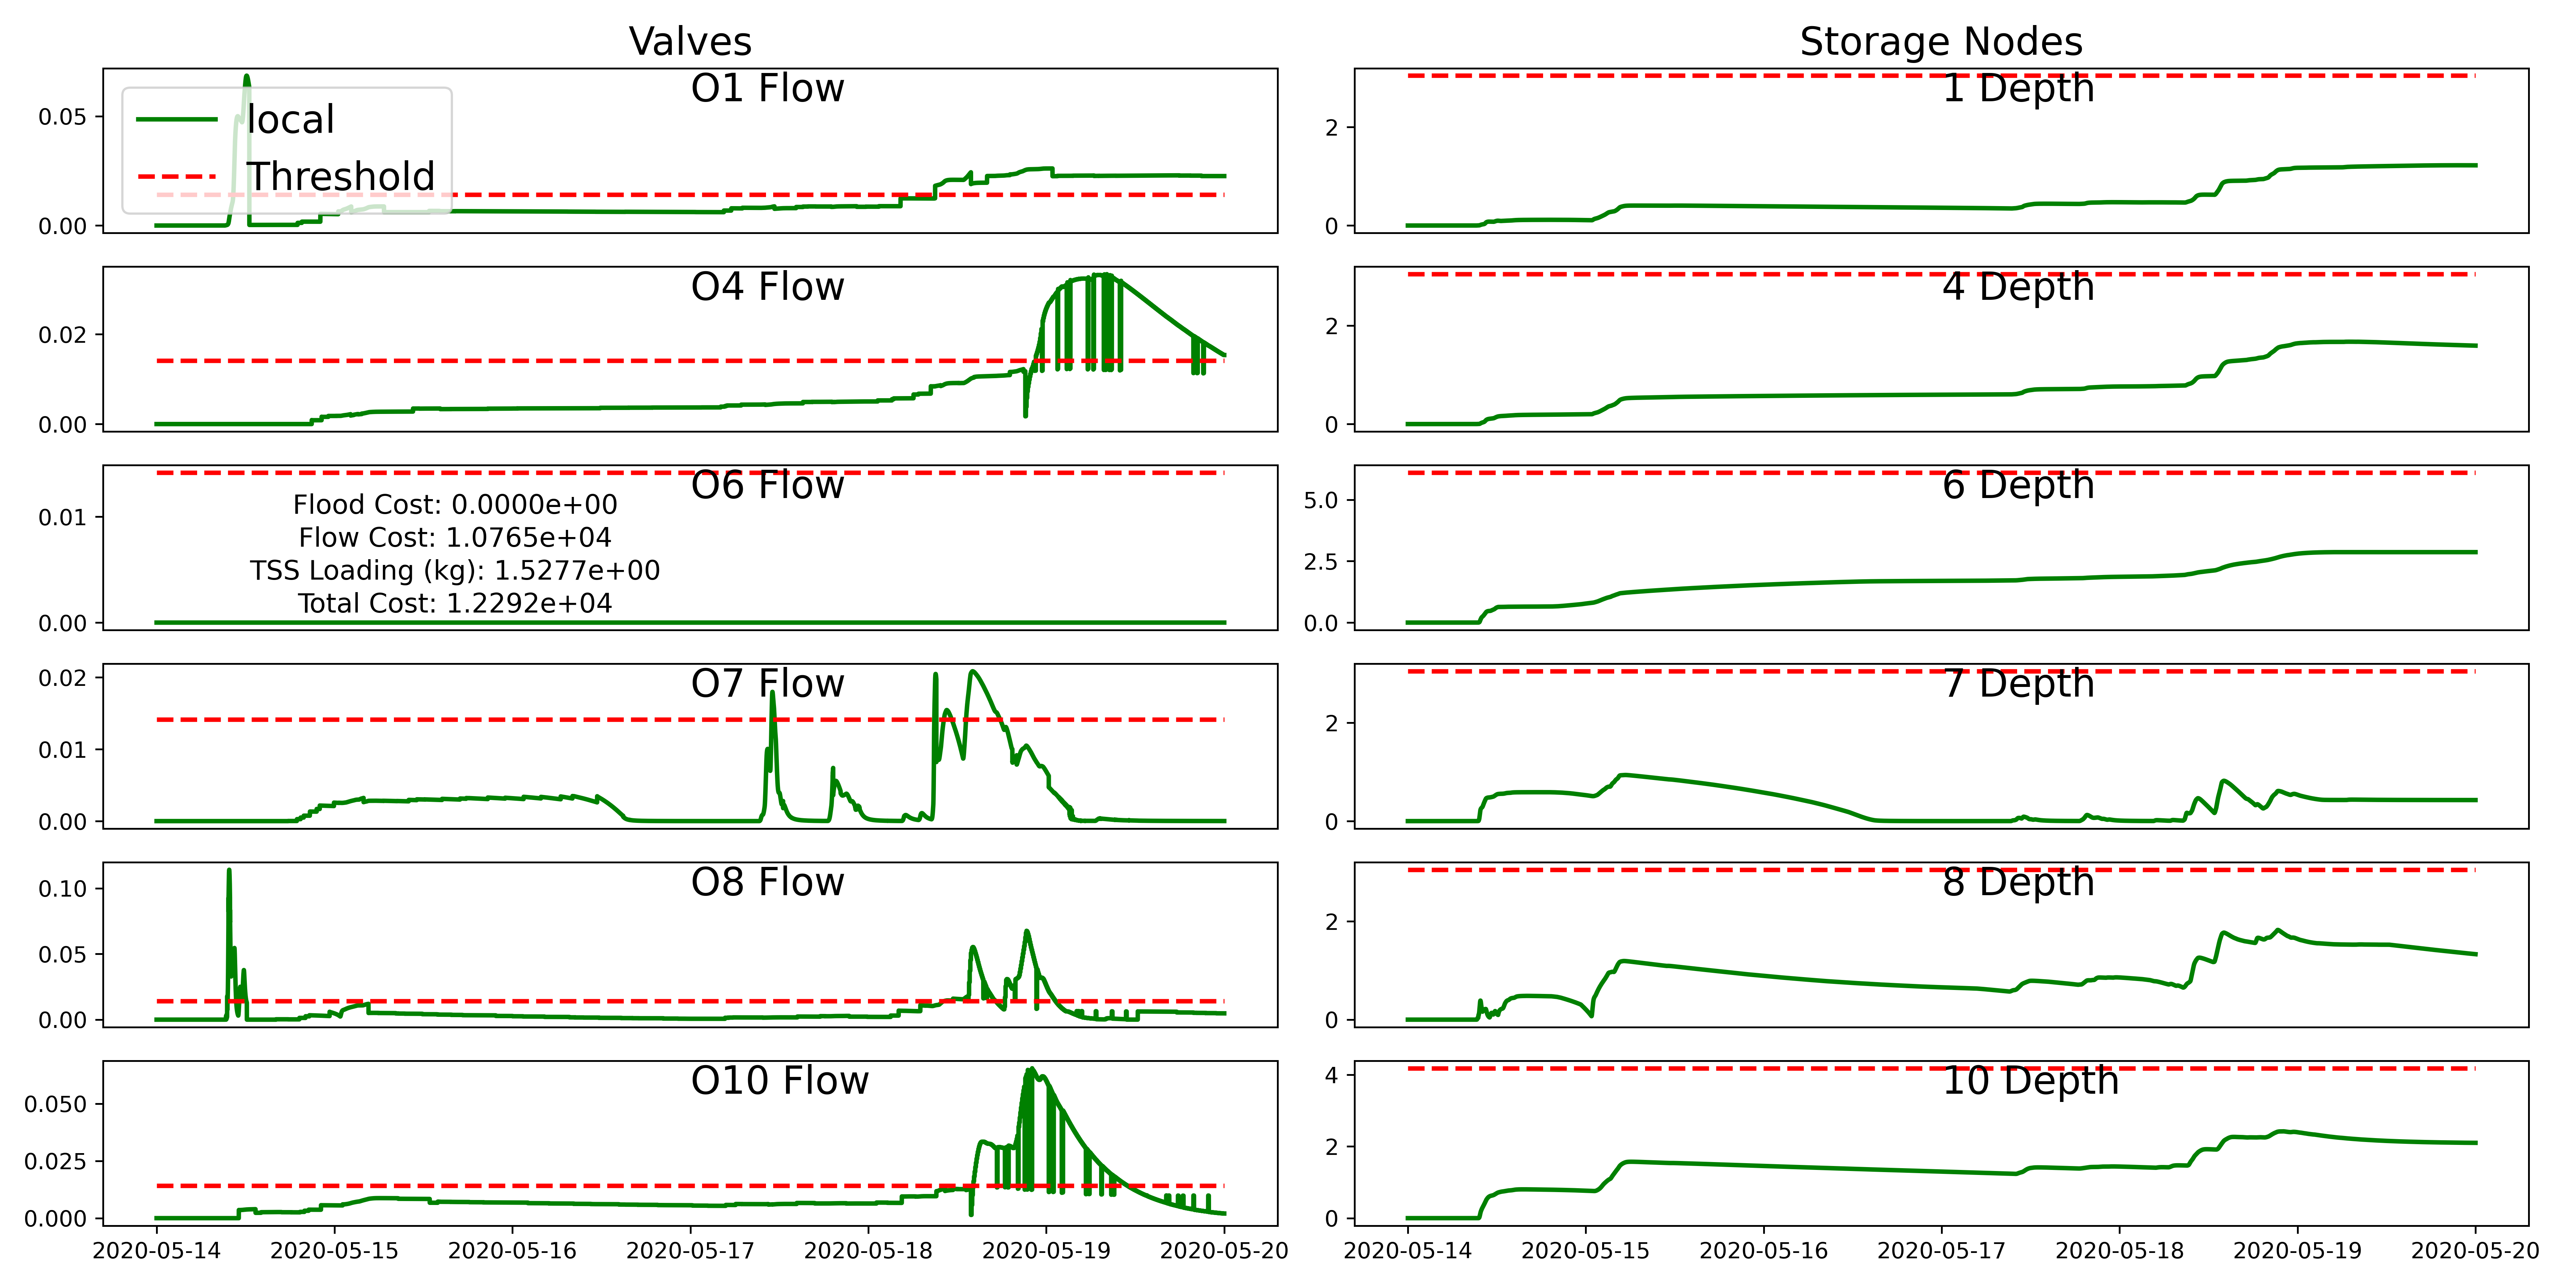 Valves
Storage Nodes
O1 Flow
local
Threshold
0.05
0.00
1 Depth
2
0
O4 Flow
0.02
0.00
4 Depth
2
0
O6 Flow
Flood Cost: 0.0000e+00
Flow Cost: 1.0765e+04
TSS Loading (kg): 1.5277e+00
Total Cost: 1.2292e+04
0.01
0.00
6 Depth
5.0
2.5
0.0
O7 Flow
0.02
0.01
0.00
7 Depth
2
0
O8 Flow
0.10
0.05
0.00
8 Depth
2
0
O10 Flow
0.050
0.025
0.000
10 Depth
4
2
0
2020-05-14 2020-05-15 2020-05-16 2020-05-17 2020-05-18 2020-05-19 2020-05-20
2020-05-14 2020-05-15 2020-05-16 2020-05-17 2020-05-18 2020-05-19 2020-05-20